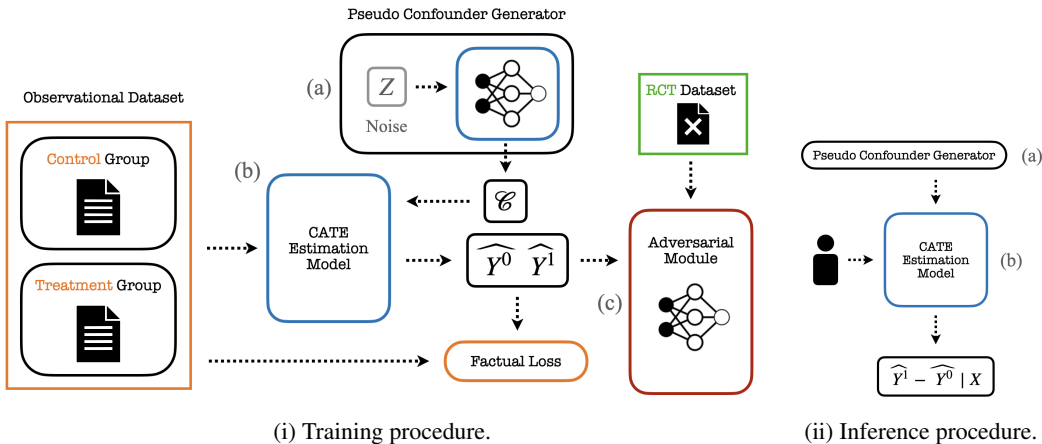 Pseudo Confounder Generator
(a)
Z
Noise
Observational Dataset
Control Group
Treatment Group
(b)
CATE
Estimation
Model
𝒞
Ŷ⁰ Ŷ¹
Factual Loss
RCT Dataset
Adversarial
Module
(c)
(i) Training procedure.
Pseudo Confounder Generator
(a)
CATE
Estimation
Model
(b)
Ŷ¹ − Ŷ⁰ | X
(ii) Inference procedure.